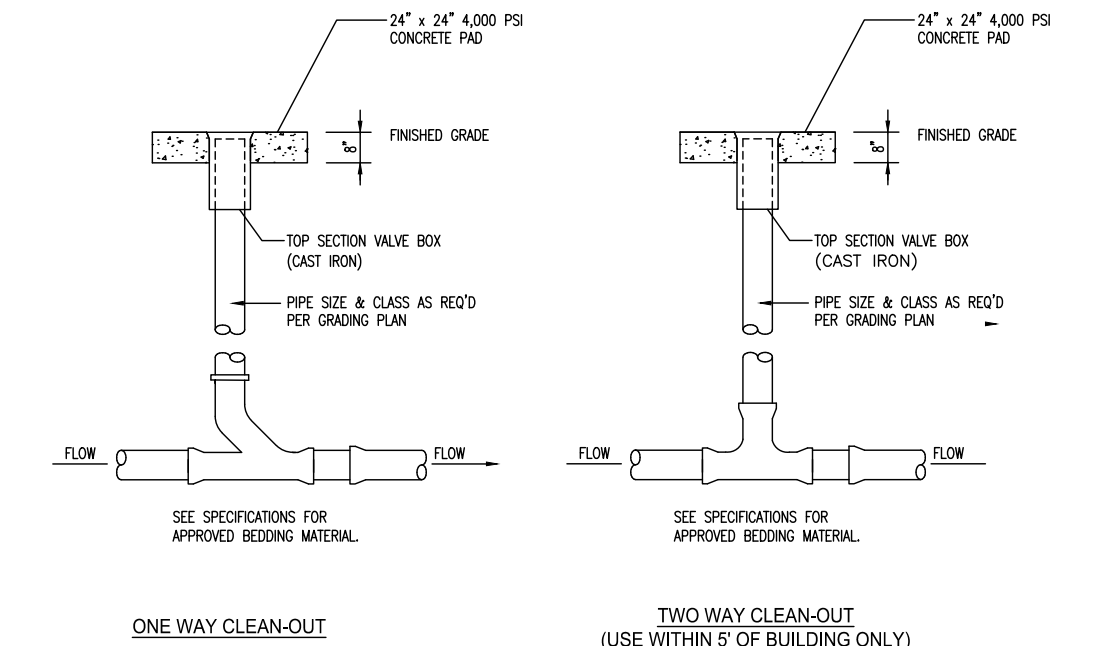 24" x 24" 4,000 PSI
CONCRETE PAD
8"
FINISHED GRADE
TOP SECTION VALVE BOX
(CAST IRON)
PIPE SIZE & CLASS AS REQ'D
PER GRADING PLAN
FLOW
FLOW
SEE SPECIFICATIONS FOR
APPROVED BEDDING MATERIAL.
ONE WAY CLEAN-OUT
24" x 24" 4,000 PSI
CONCRETE PAD
8"
FINISHED GRADE
TOP SECTION VALVE BOX
(CAST IRON)
PIPE SIZE & CLASS AS REQ'D
PER GRADING PLAN
FLOW
FLOW
SEE SPECIFICATIONS FOR
APPROVED BEDDING MATERIAL.
TWO WAY CLEAN-OUT
(USE WITHIN 5' OF BUILDING ONLY)